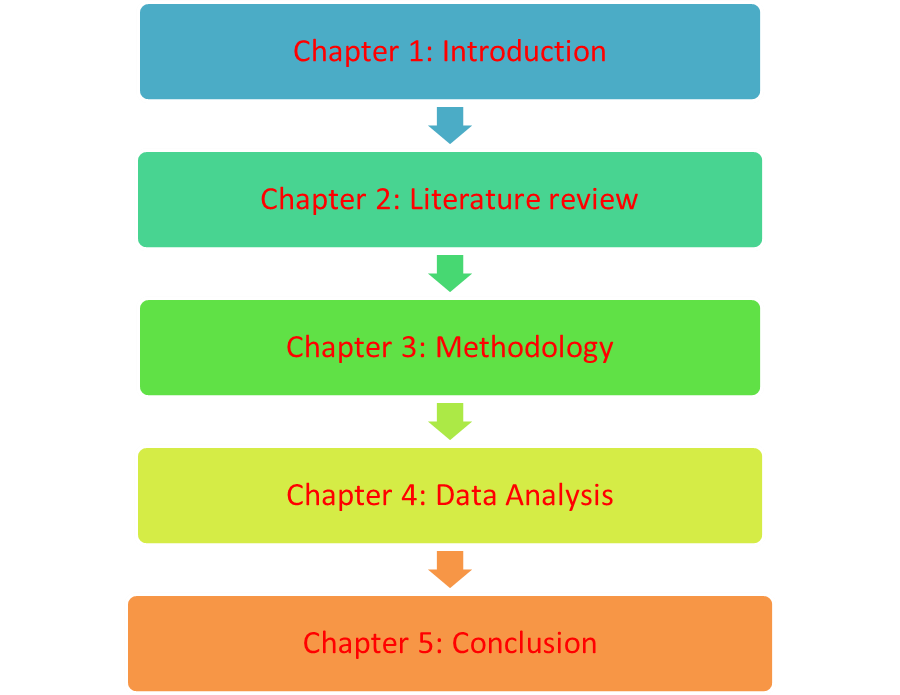 Chapter 1: Introduction
Chapter 2: Literature review
Chapter 3: Methodology
Chapter 4: Data Analysis
Chapter 5: Conclusion